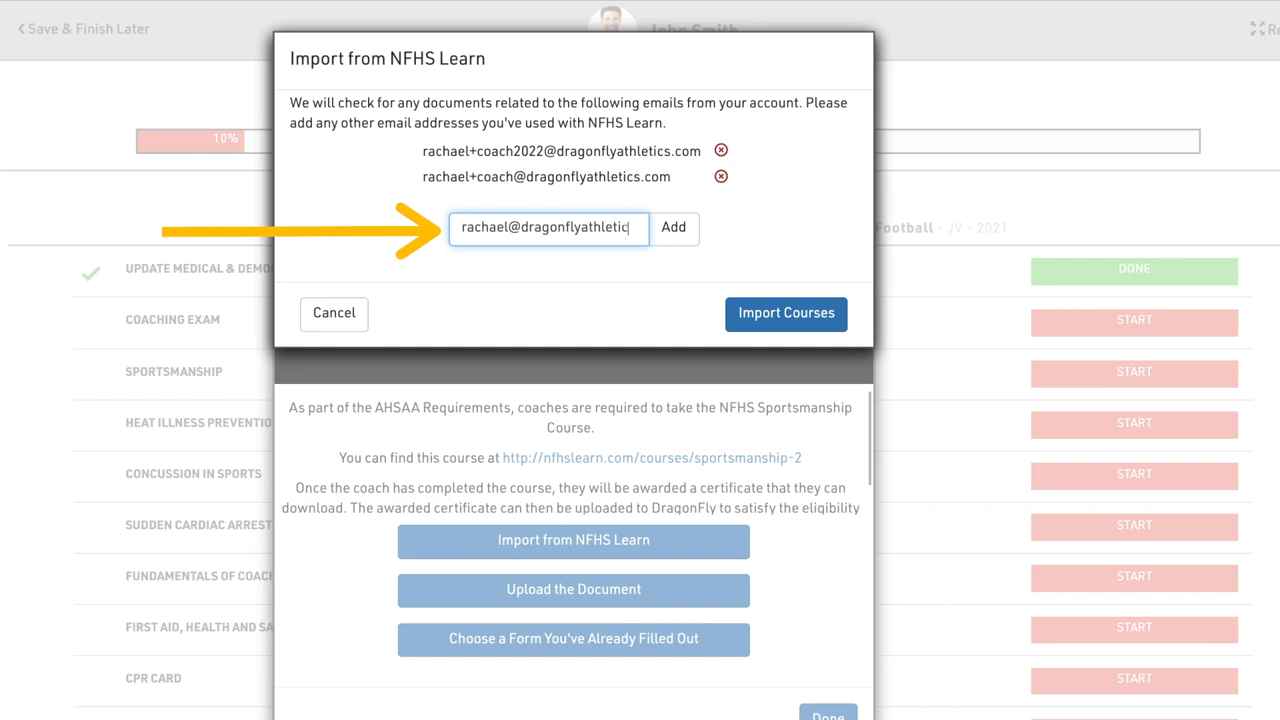 Save & Finish Later
John Smith
Re
Import from NFHS Learn
We will check for any documents related to the following emails from your account. Please
add any other email addresses you've used with NFHS Learn.
10%
rachael+coach2022@dragonflyathletics.com
rachael+coach@dragonflyathletics.com
rachael@dragonflyathletic
Add
Football - JV - 2021
UPDATE MEDICAL & DEMO
DONE
Cancel
Import Courses
COACHING EXAM
START
SPORTSMANSHIP
START
As part of the AHSAA Requirements, coaches are required to take the NFHS Sportsmanship
Course.
HEAT ILLNESS PREVENTIO
START
You can find this course at http://nfhslearn.com/courses/sportsmanship-2
CONCUSSION IN SPORTS
START
Once the coach has completed the course, they will be awarded a certificate that they can
download. The awarded certificate can then be uploaded to DragonFly to satisfy the eligibility
SUDDEN CARDIAC ARREST
START
Import from NFHS Learn
FUNDAMENTALS OF COACH
START
Upload the Document
FIRST AID, HEALTH AND SA
START
Choose a Form You've Already Filled Out
CPR CARD
START
Done